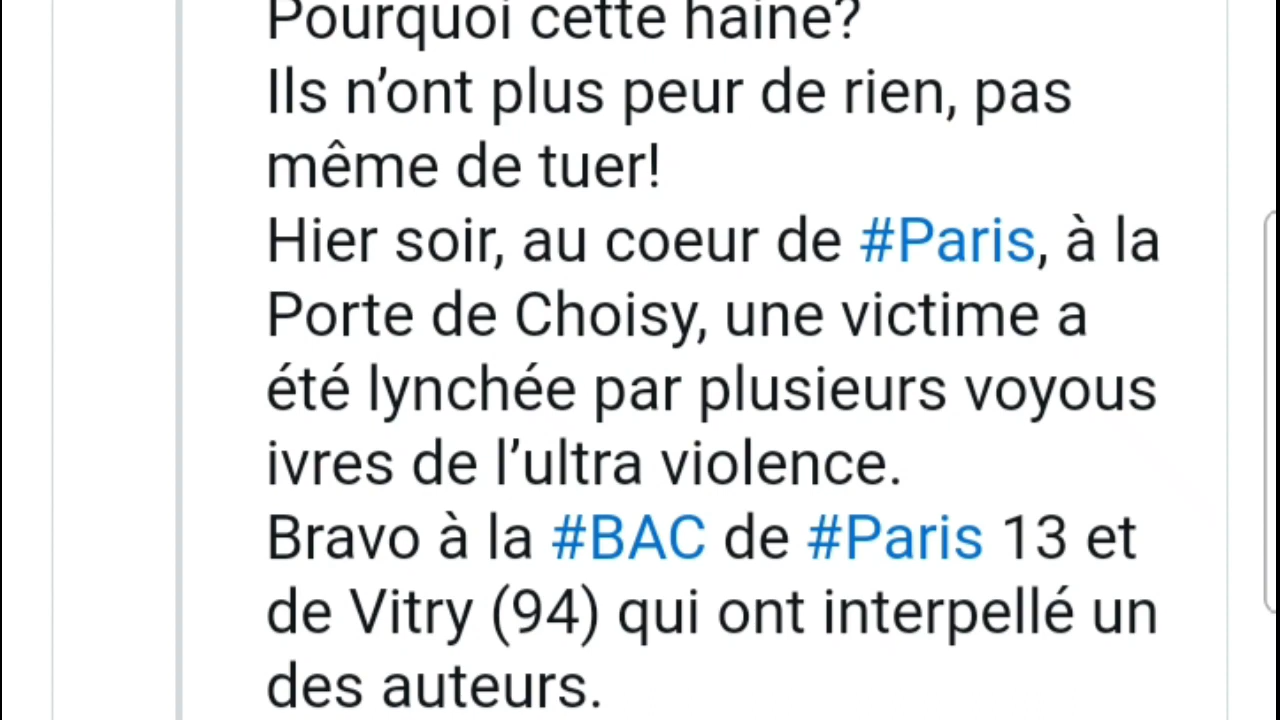 Pourquoi cette haine?
Ils n’ont plus peur de rien, pas
même de tuer!
Hier soir, au coeur de #Paris, à la
Porte de Choisy, une victime a
été lynchée par plusieurs voyous
ivres de l’ultra violence.
Bravo à la #BAC de #Paris 13 et
de Vitry (94) qui ont interpellé un
des auteurs.